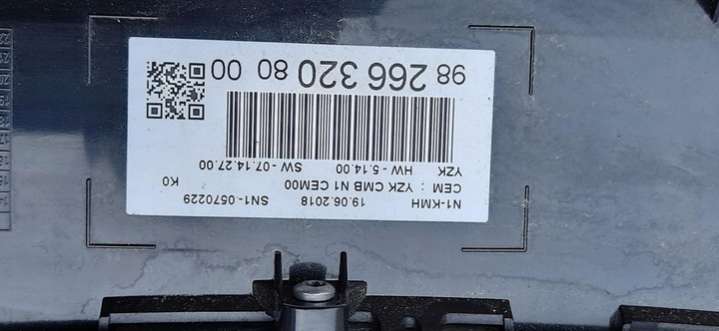 N1-KMH 19.06.2018 SN1-0570229 K0
CEM : YZK CMB N1 CEM00
YZK HW - 5.14.00 SW - 07.14.27.00
98 266 320 80 00